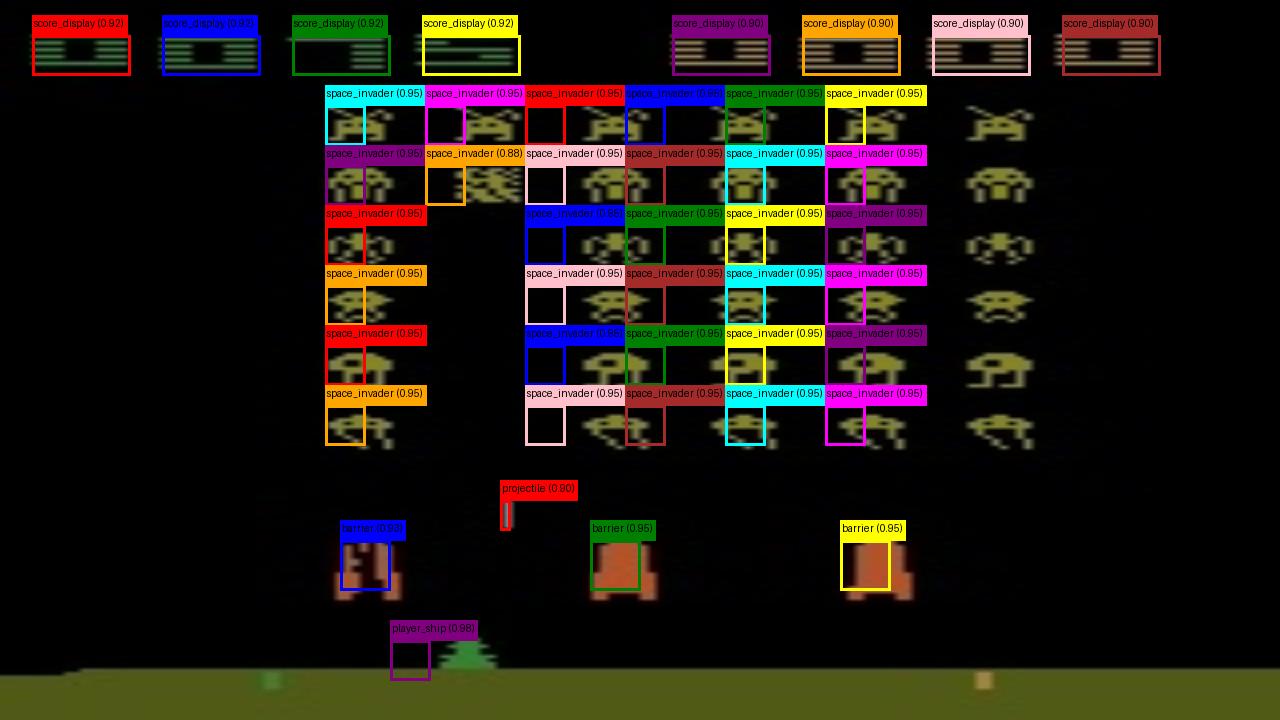 score_display (0.92) score_display (0.92) score_display (0.92) score_display (0.92) score_display (0.90) score_display (0.90) score_display (0.90) score_display (0.90)
space_invader (0.95) space_invader (0.95) space_invader (0.95) space_invader (0.95) space_invader (0.95) space_invader (0.95)
space_invader (0.95) space_invader (0.88) space_invader (0.95) space_invader (0.95) space_invader (0.95) space_invader (0.95)
space_invader (0.95) space_invader (0.95) space_invader (0.95) space_invader (0.95) space_invader (0.95)
space_invader (0.95) space_invader (0.95) space_invader (0.95) space_invader (0.95) space_invader (0.95)
space_invader (0.95) space_invader (0.95) space_invader (0.95) space_invader (0.95) space_invader (0.95)
space_invader (0.95) space_invader (0.95) space_invader (0.95) space_invader (0.95) space_invader (0.95)
projectile (0.90)
barrier (0.93) barrier (0.95) barrier (0.95)
player_ship (0.98)